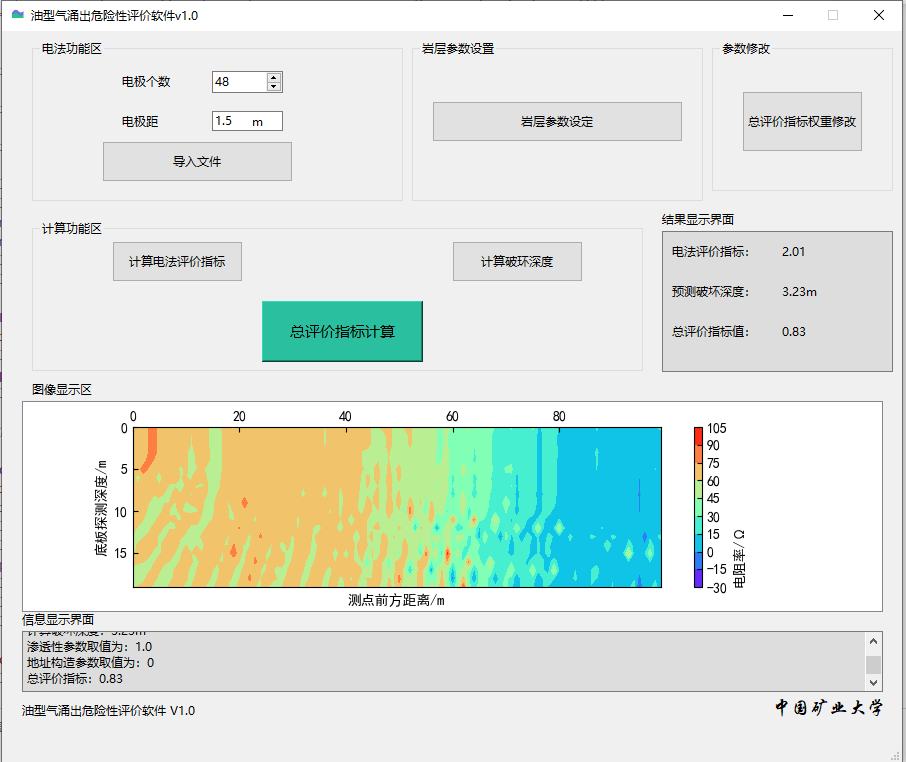 油型气涌出危险性评价软件v1.0
电法功能区
岩层参数设置
参数修改
电极个数 48
电极距 1.5 m
导入文件
岩层参数设定
总评价指标权重修改
计算功能区
计算电法评价指标
计算破环深度
总评价指标计算
结果显示界面
电法评价指标: 2.01
预测破坏深度: 3.23m
总评价指标值: 0.83
图像显示区
0 20 40 60 80
0
5
10
15
底板探测深度/m
测点前方距离/m
105
90
75
60
45
30
15
0
−15
−30
电阻率/Ω
信息显示界面
计算破坏深度: 3.23m
渗透性参数取值为: 1.0
地址构造参数取值为: 0
总评价指标: 0.83
油型气涌出危险性评价软件 V1.0
中国矿业大学